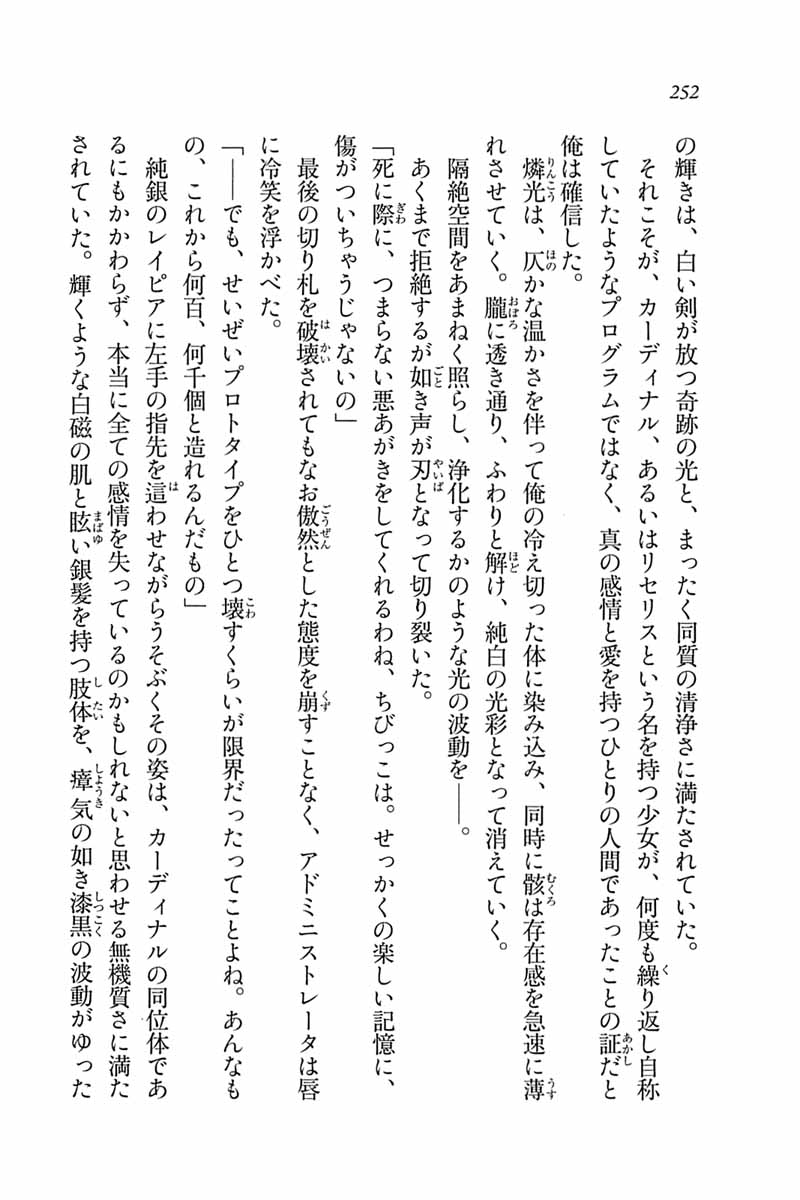 252
の輝きは、白い剣が放つ奇跡の光と、まったく同質の清浄さに満たされていた。
それこそが、カーディナル、あるいはリセリスという名を持つ少女が、何度も繰り返し自称
していたようなプログラムではなく、真の感情と愛を持つひとりの人間であったことの証だと
俺は確信した。
燐光は、仄かな温かさを伴って俺の冷え切った体に染み込み、同時に骸は存在感を急速に薄
れさせていく。朧に透き通り、ふわりと解け、純白の光彩となって消えていく。
隔絶空間をあまねく照らし、浄化するかのような光の波動を——。
あくまで拒絶するが如き声が刃となって切り裂いた。
「死に際に、つまらない悪あがきをしてくれるわね、ちびっこは。せっかくの楽しい記憶に、
傷がついちゃうじゃないの」
最後の切り札を破壊されてもなお傲然とした態度を崩すことなく、アドミニストレータは唇
に冷笑を浮かべた。
「——でも、せいぜいプロトタイプをひとつ壊すくらいが限界だったってことよね。あんなも
の、これから何百、何千個と造れるんだもの」
純銀のレイピアに左手の指先を這わせながらうそぶくその姿は、カーディナルの同位体であ
るにもかかわらず、本当に全ての感情を失っているのかもしれないと思わせる無機質さに満た
されていた。輝くような白磁の肌と眩い銀髪を持つ肢体を、瘴気の如き漆黒の波動がゆった